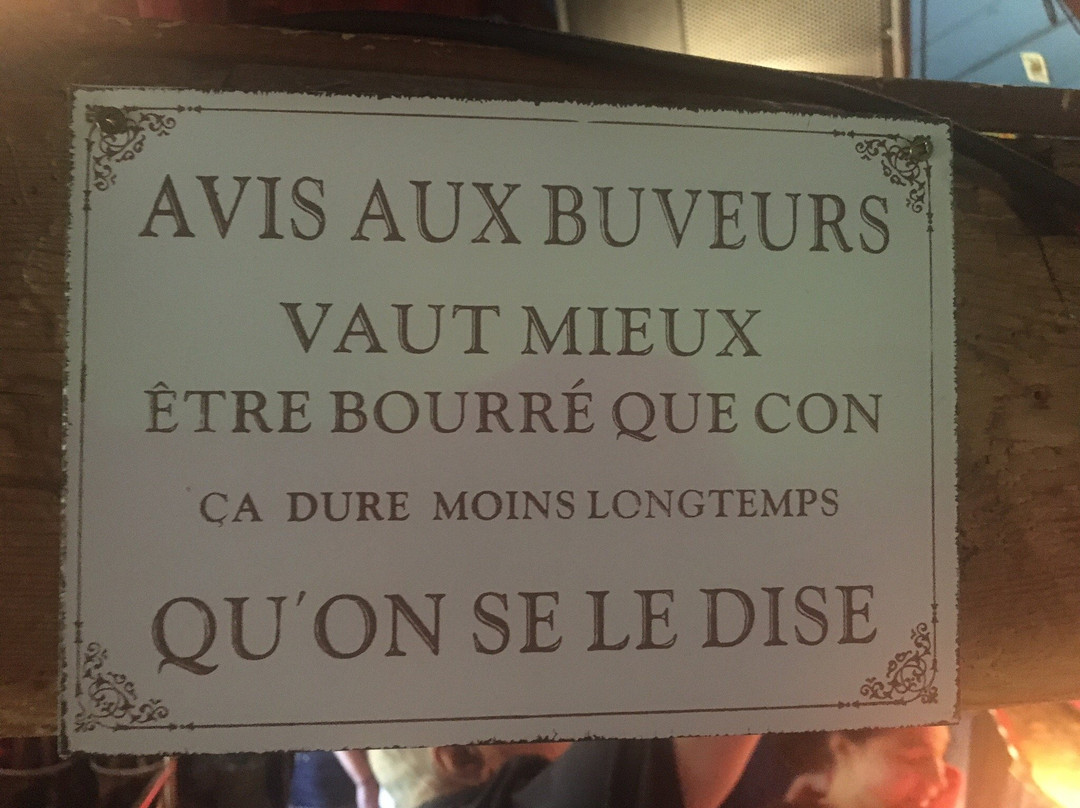 AVIS AUX BUVEURS
VAUT MIEUX
ÊTRE BOURRÉ QUE CON
ÇA DURE MOINS LONGTEMPS
QU'ON SE LE DISE